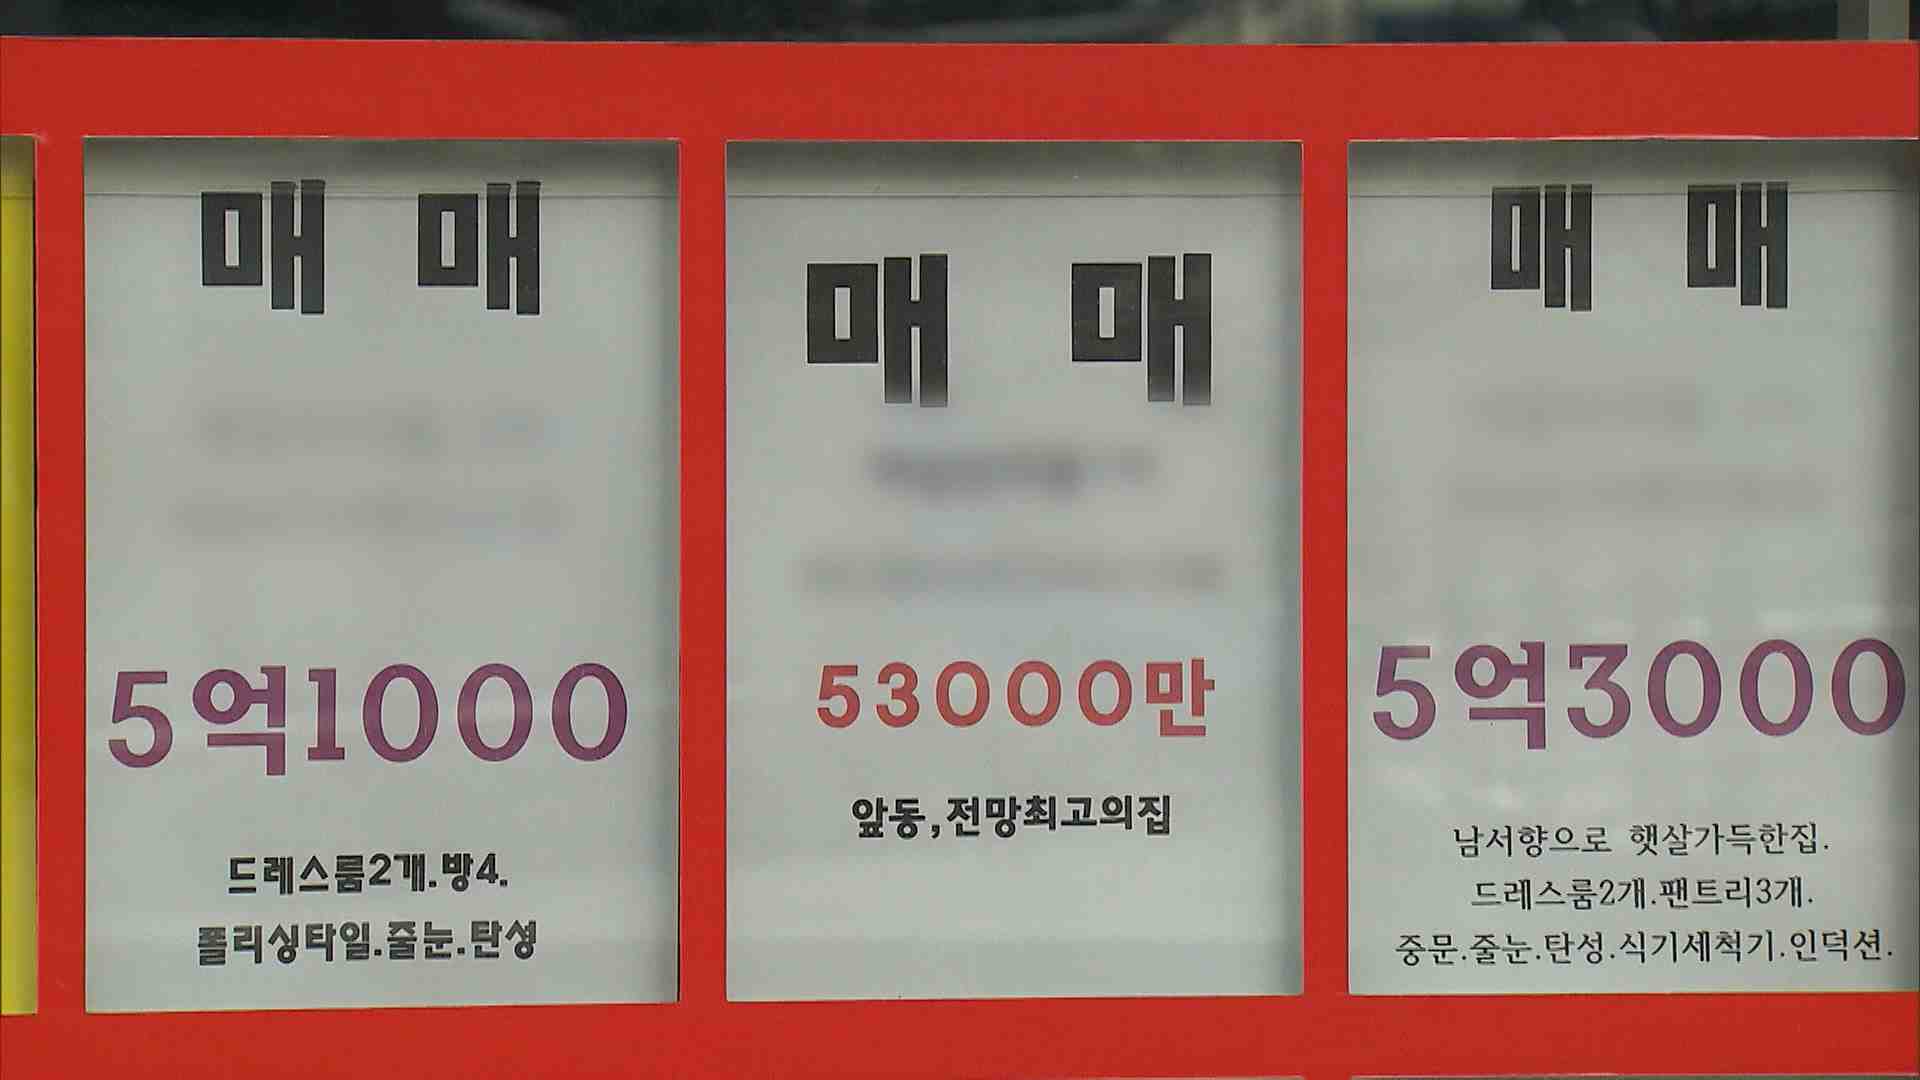 매 매
5억1000
드레스룸2개.방4.
폴리싱타일.줄눈.탄성
매 매
53000만
앞동,전망최고의집
매 매
5억3000
남서향으로 햇살가득한집.
드레스룸2개.팬트리3개.
중문.줄눈.탄성.식기세척기.인덕션.